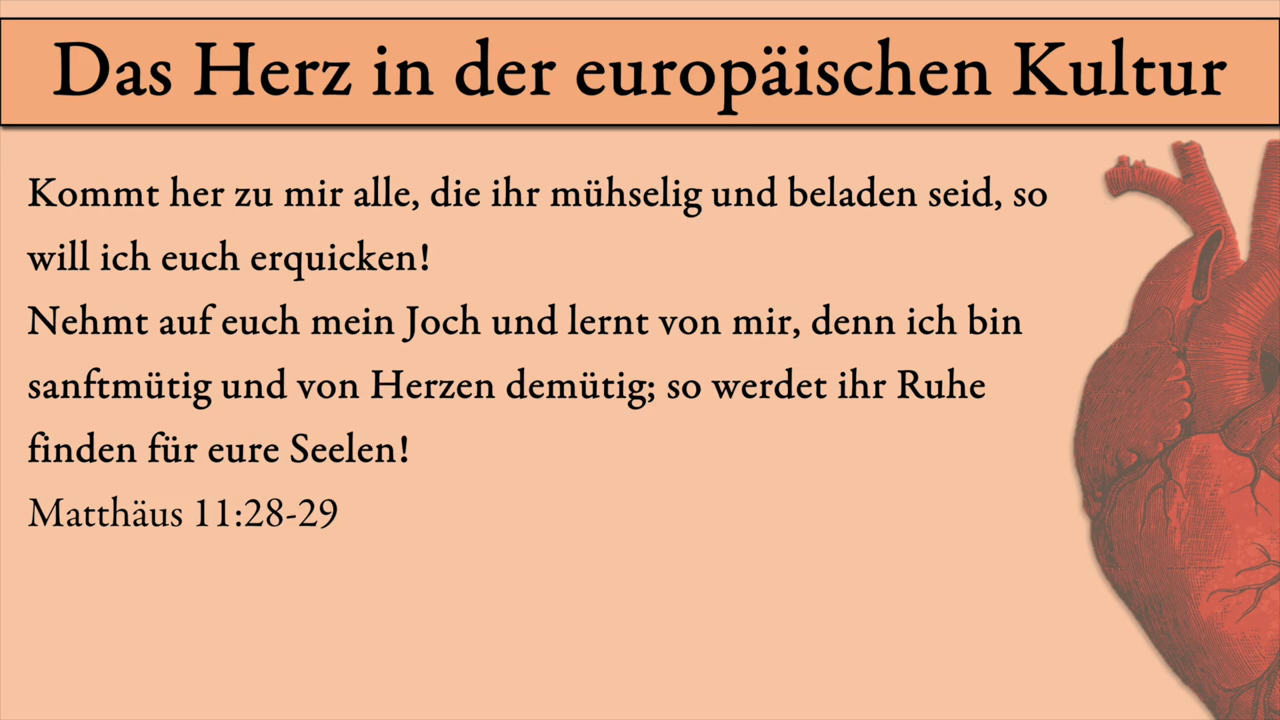 Das Herz in der europäischen Kultur
Kommt her zu mir alle, die ihr mühselig und beladen seid, so
will ich euch erquicken!
Nehmt auf euch mein Joch und lernt von mir, denn ich bin
sanftmütig und von Herzen demütig; so werdet ihr Ruhe
finden für eure Seelen!
Matthäus 11:28-29